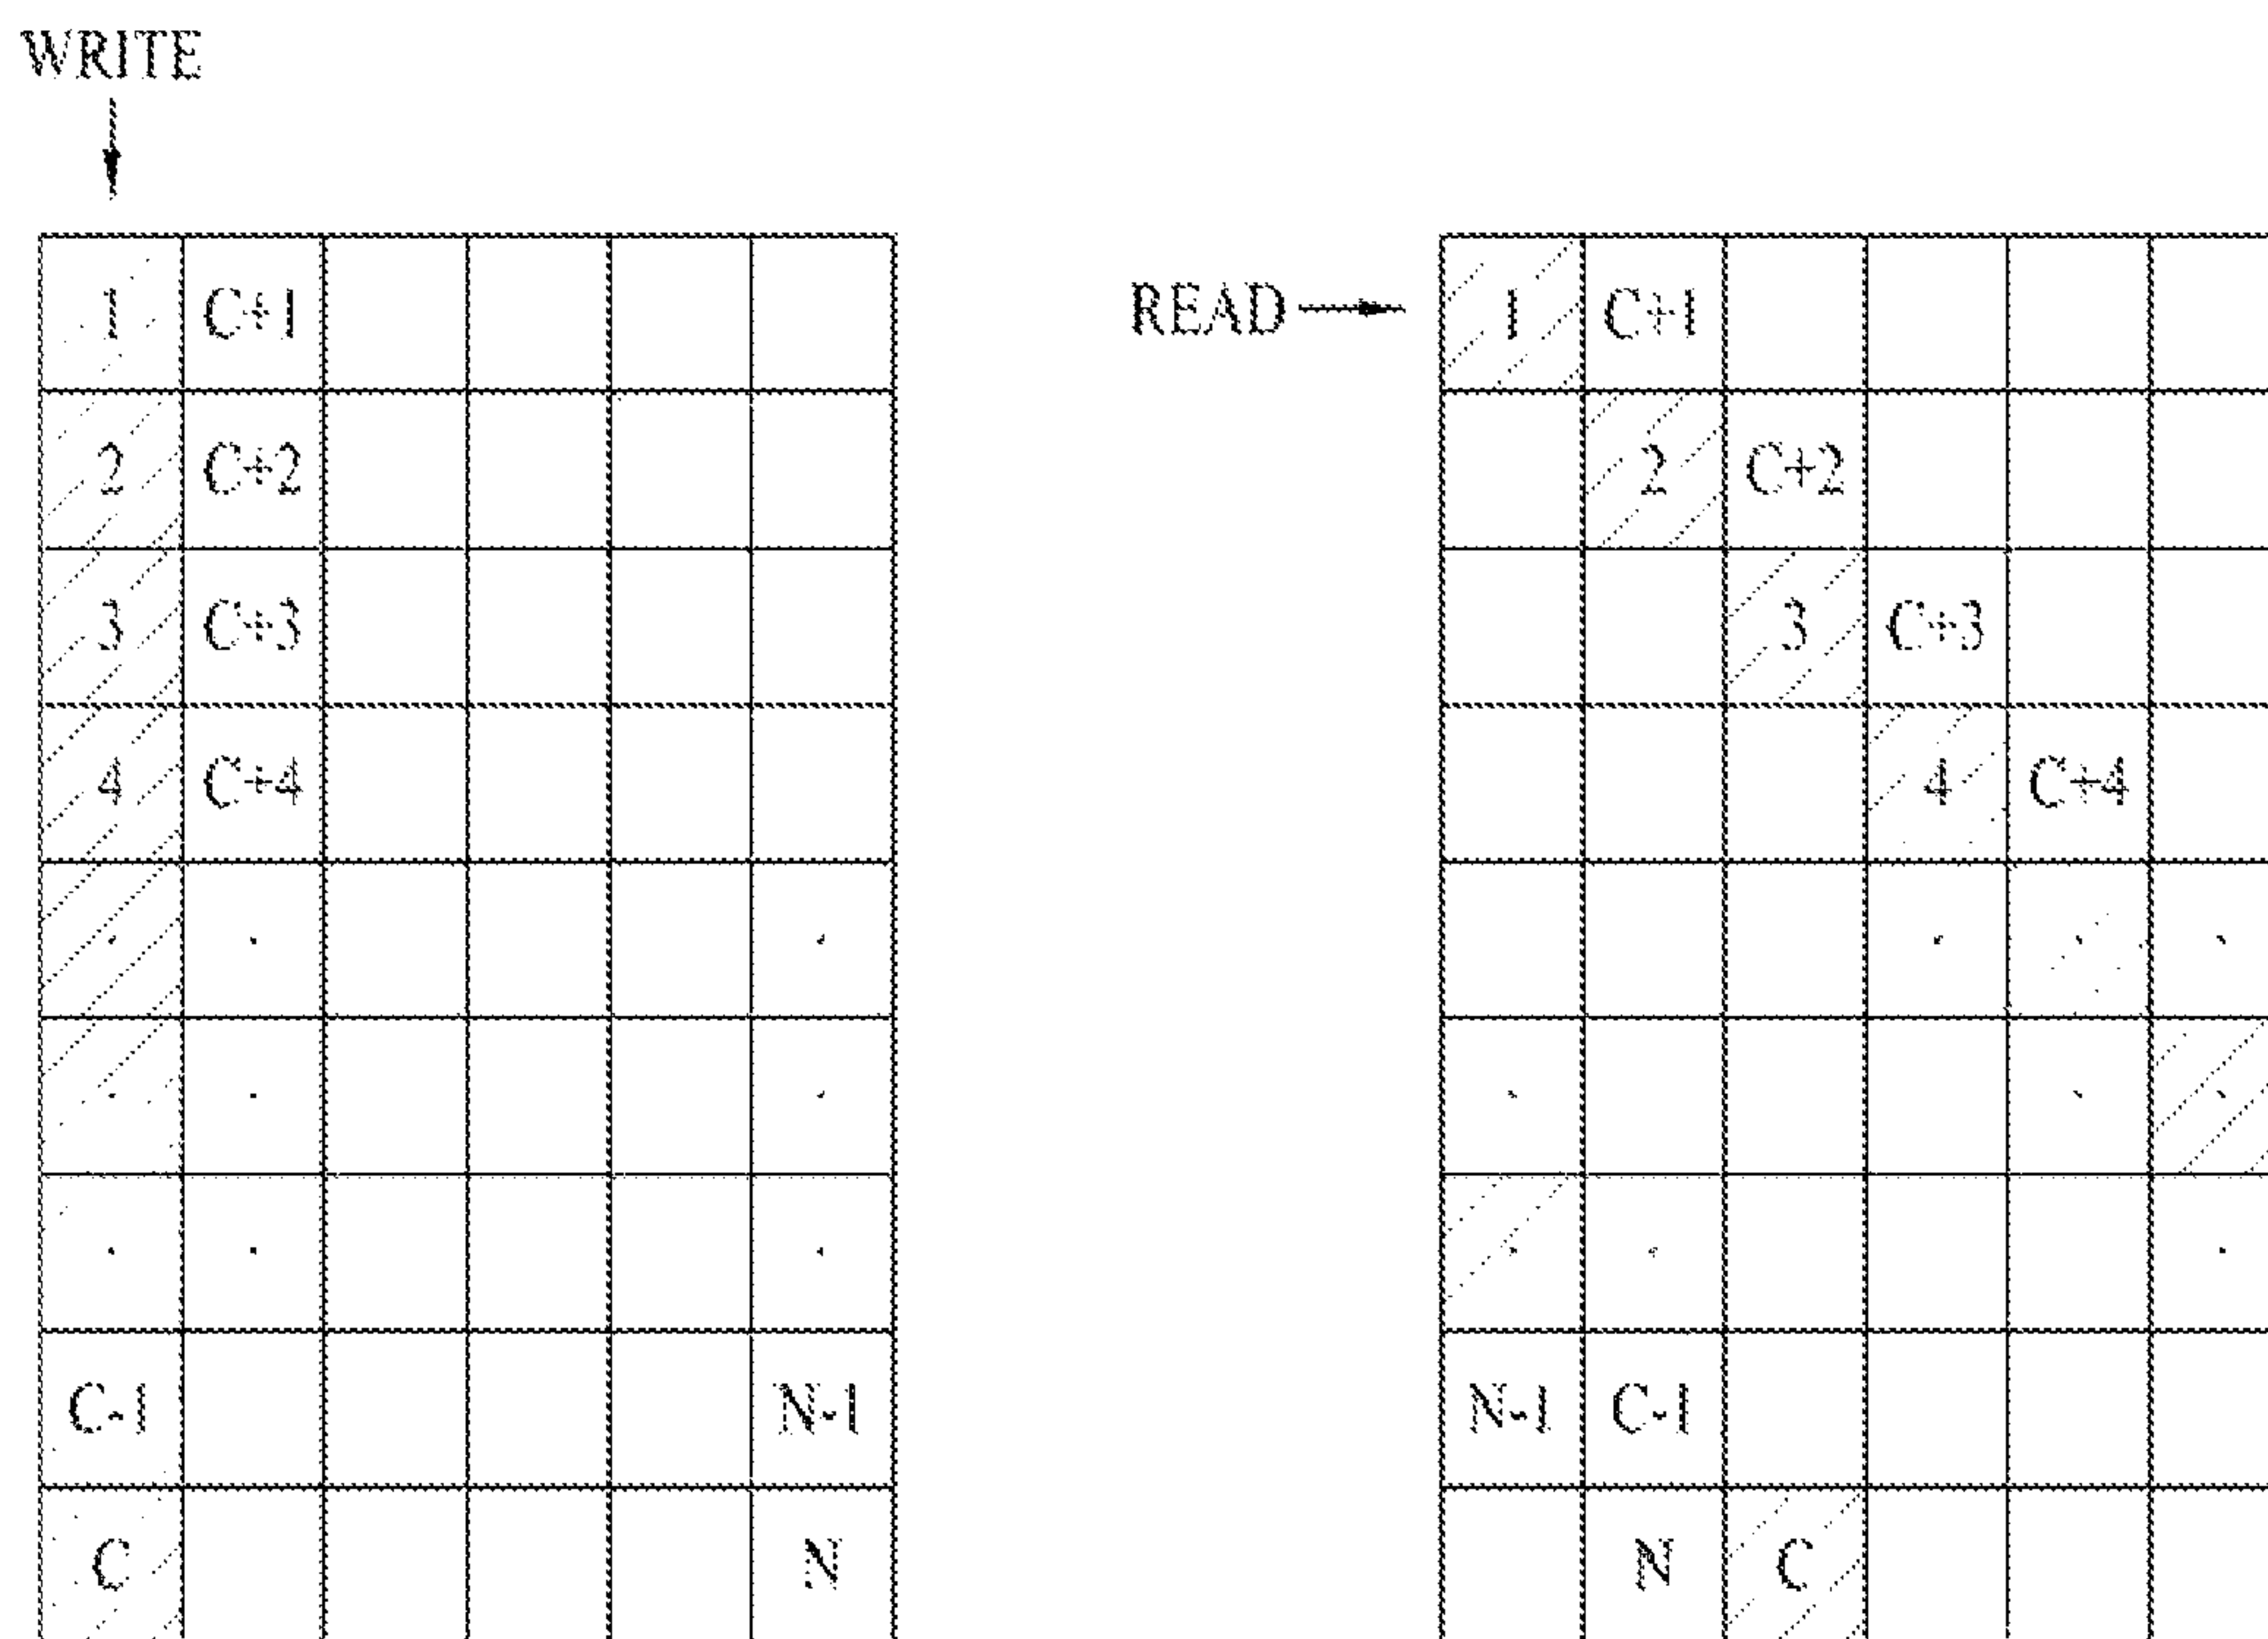 WRITE
1 C+1
2 C+2
3 C+3
4 C+4
C-1 N-1
C N
READ
1 C+1
2 C+2
3 C+3
4 C+4
N-1 C-1
N C